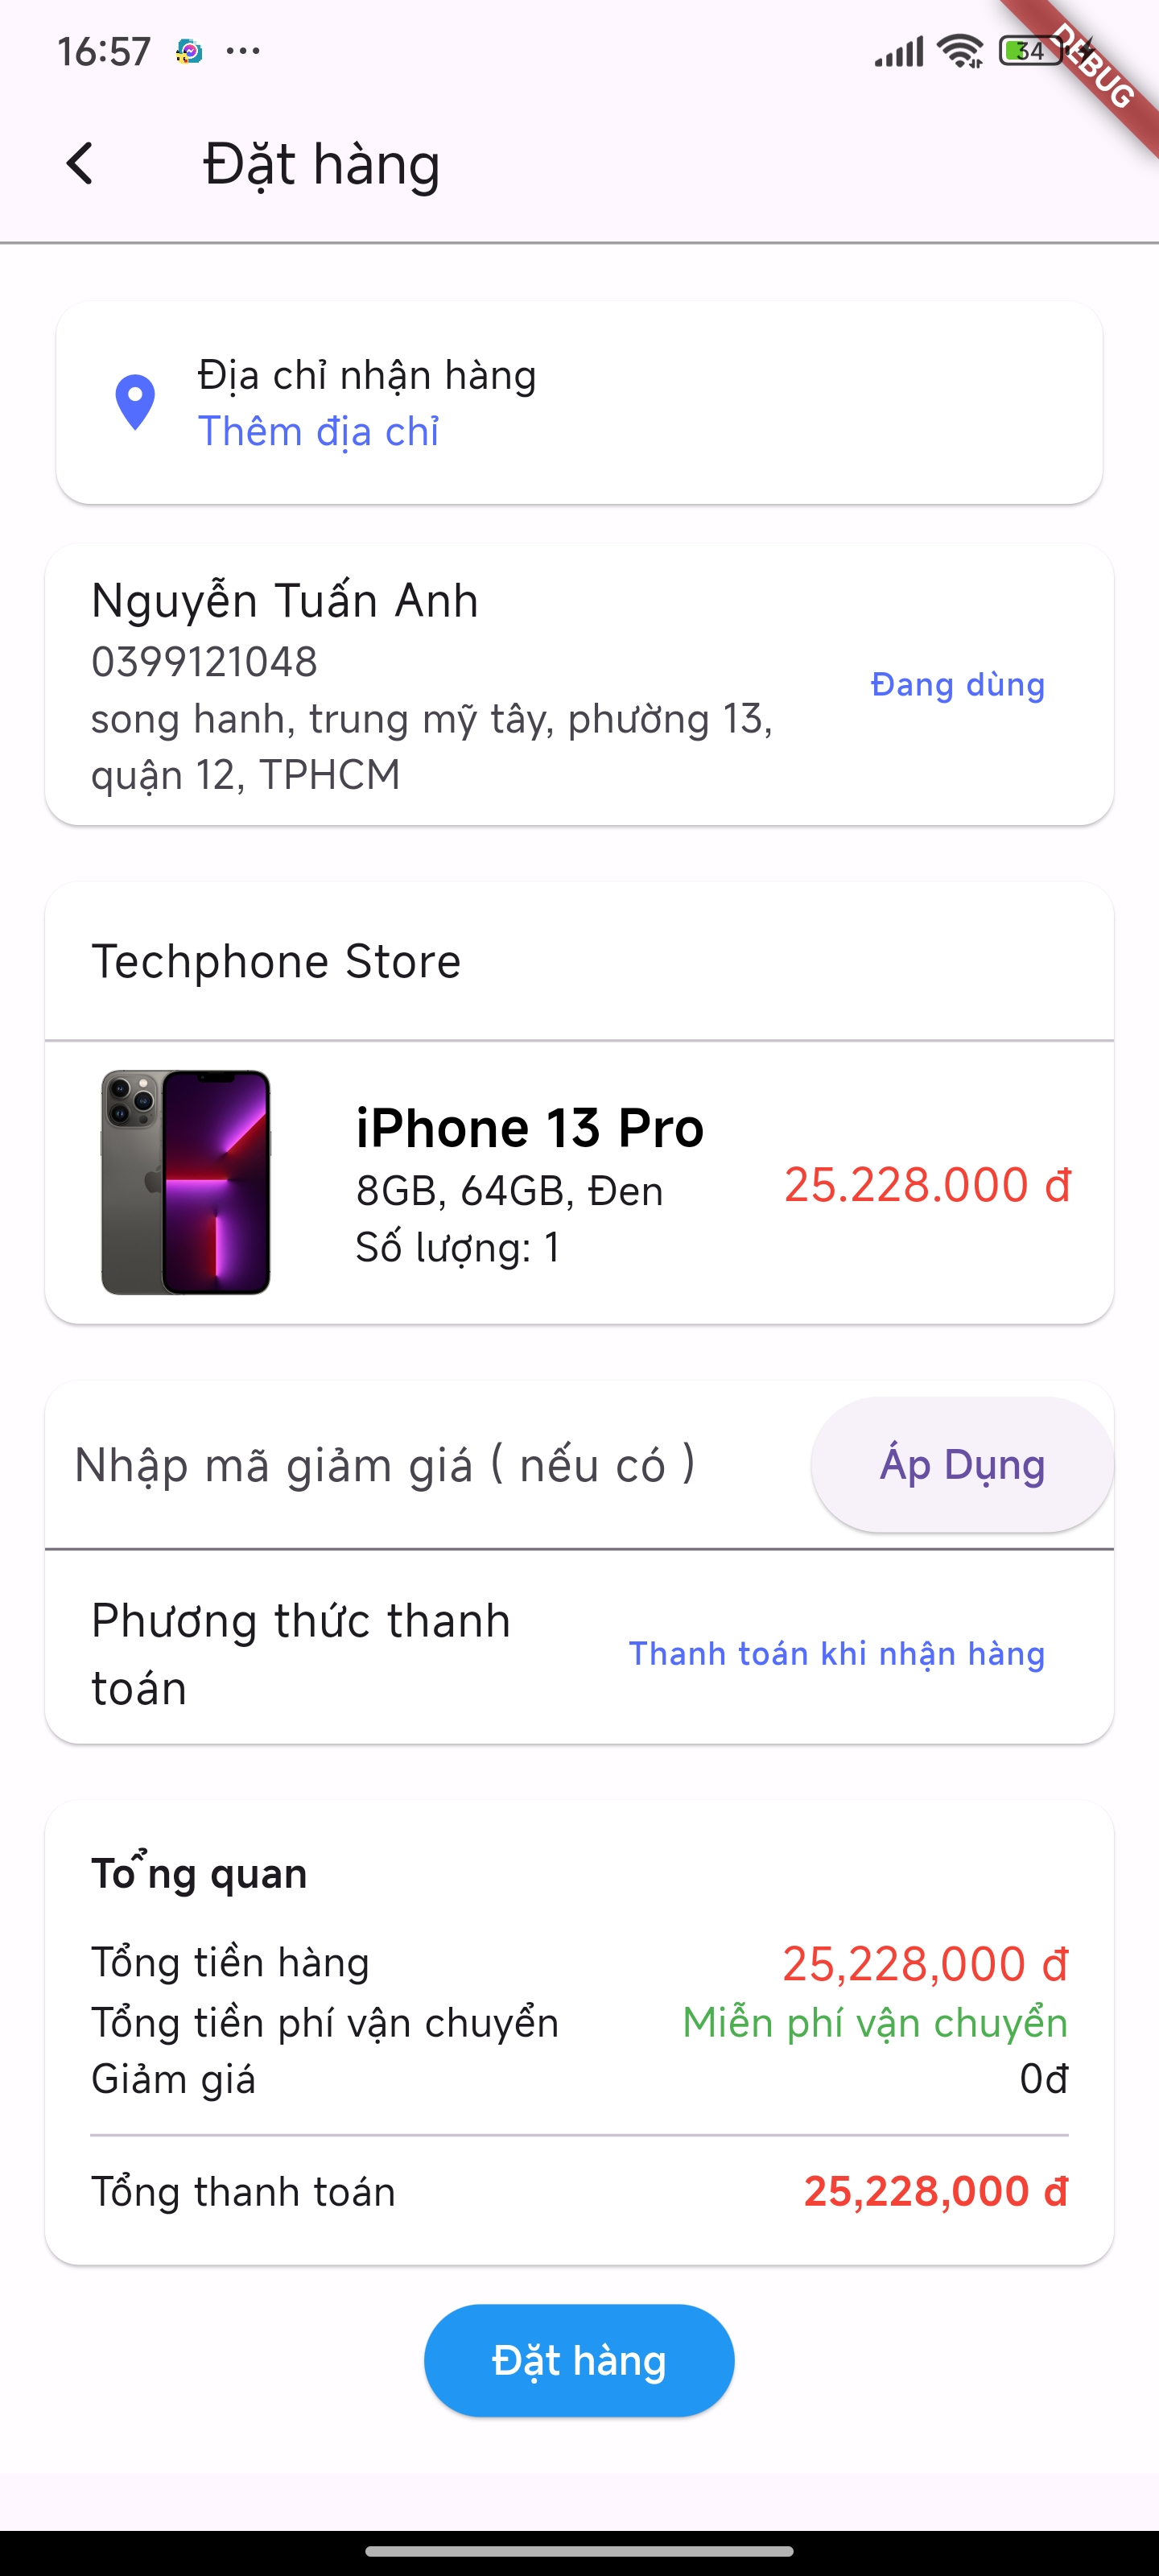 16:57
34
DEBUG
Đặt hàng
Địa chỉ nhận hàng
Thêm địa chỉ
Nguyễn Tuấn Anh
0399121048
song hanh, trung mỹ tây, phường 13,
quận 12, TPHCM
Đang dùng
Techphone Store
iPhone 13 Pro
8GB, 64GB, Đen
Số lượng: 1
25.228.000 đ
Nhập mã giảm giá ( nếu có )
Áp Dụng
Phương thức thanh
toán
Thanh toán khi nhận hàng
Tổng quan
Tổng tiền hàng 25,228,000 đ
Tổng tiền phí vận chuyển Miễn phí vận chuyển
Giảm giá 0đ
Tổng thanh toán 25,228,000 đ
Đặt hàng